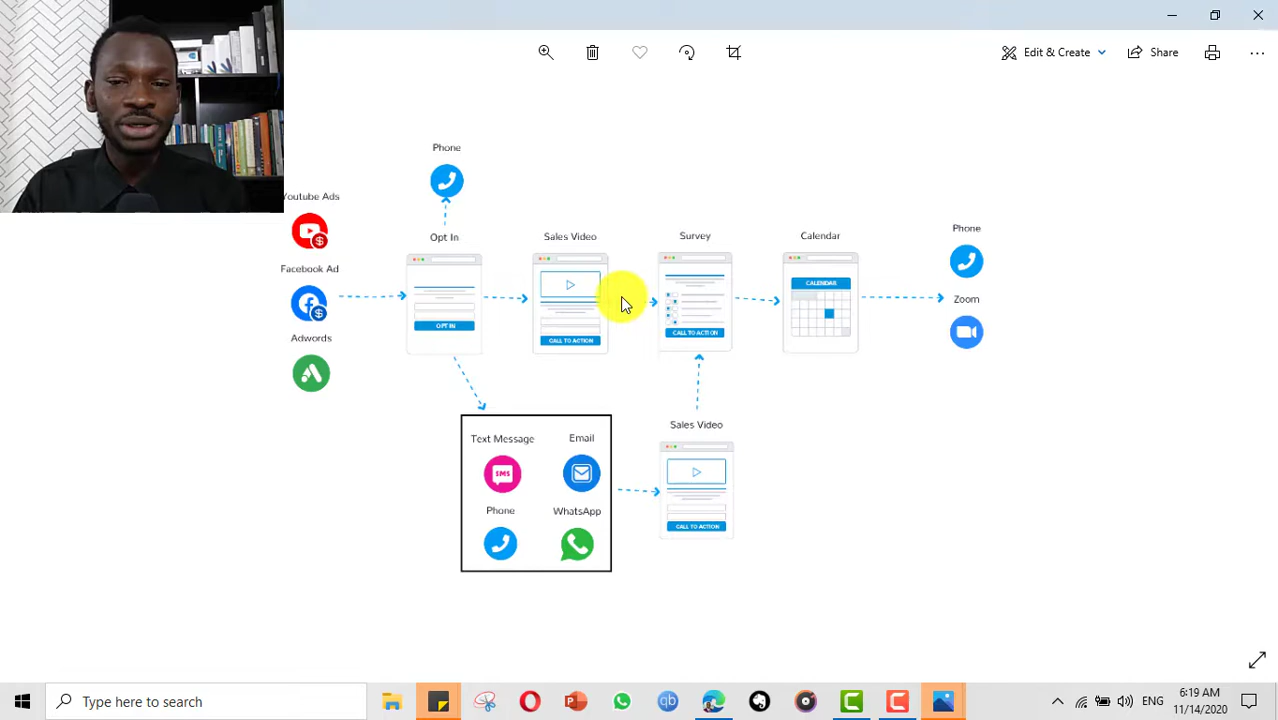 Edit & Create
Share
Phone
Youtube Ads
Opt In
Sales Video
Survey
Calendar
Phone
Facebook Ad
OPT IN
CALL TO ACTION
CALL TO ACTION
CALENDAR
Zoom
Adwords
Text Message
Email
SMS
Phone
WhatsApp
Sales Video
CALL TO ACTION
Type here to search
qb
6:19 AM
11/14/2020